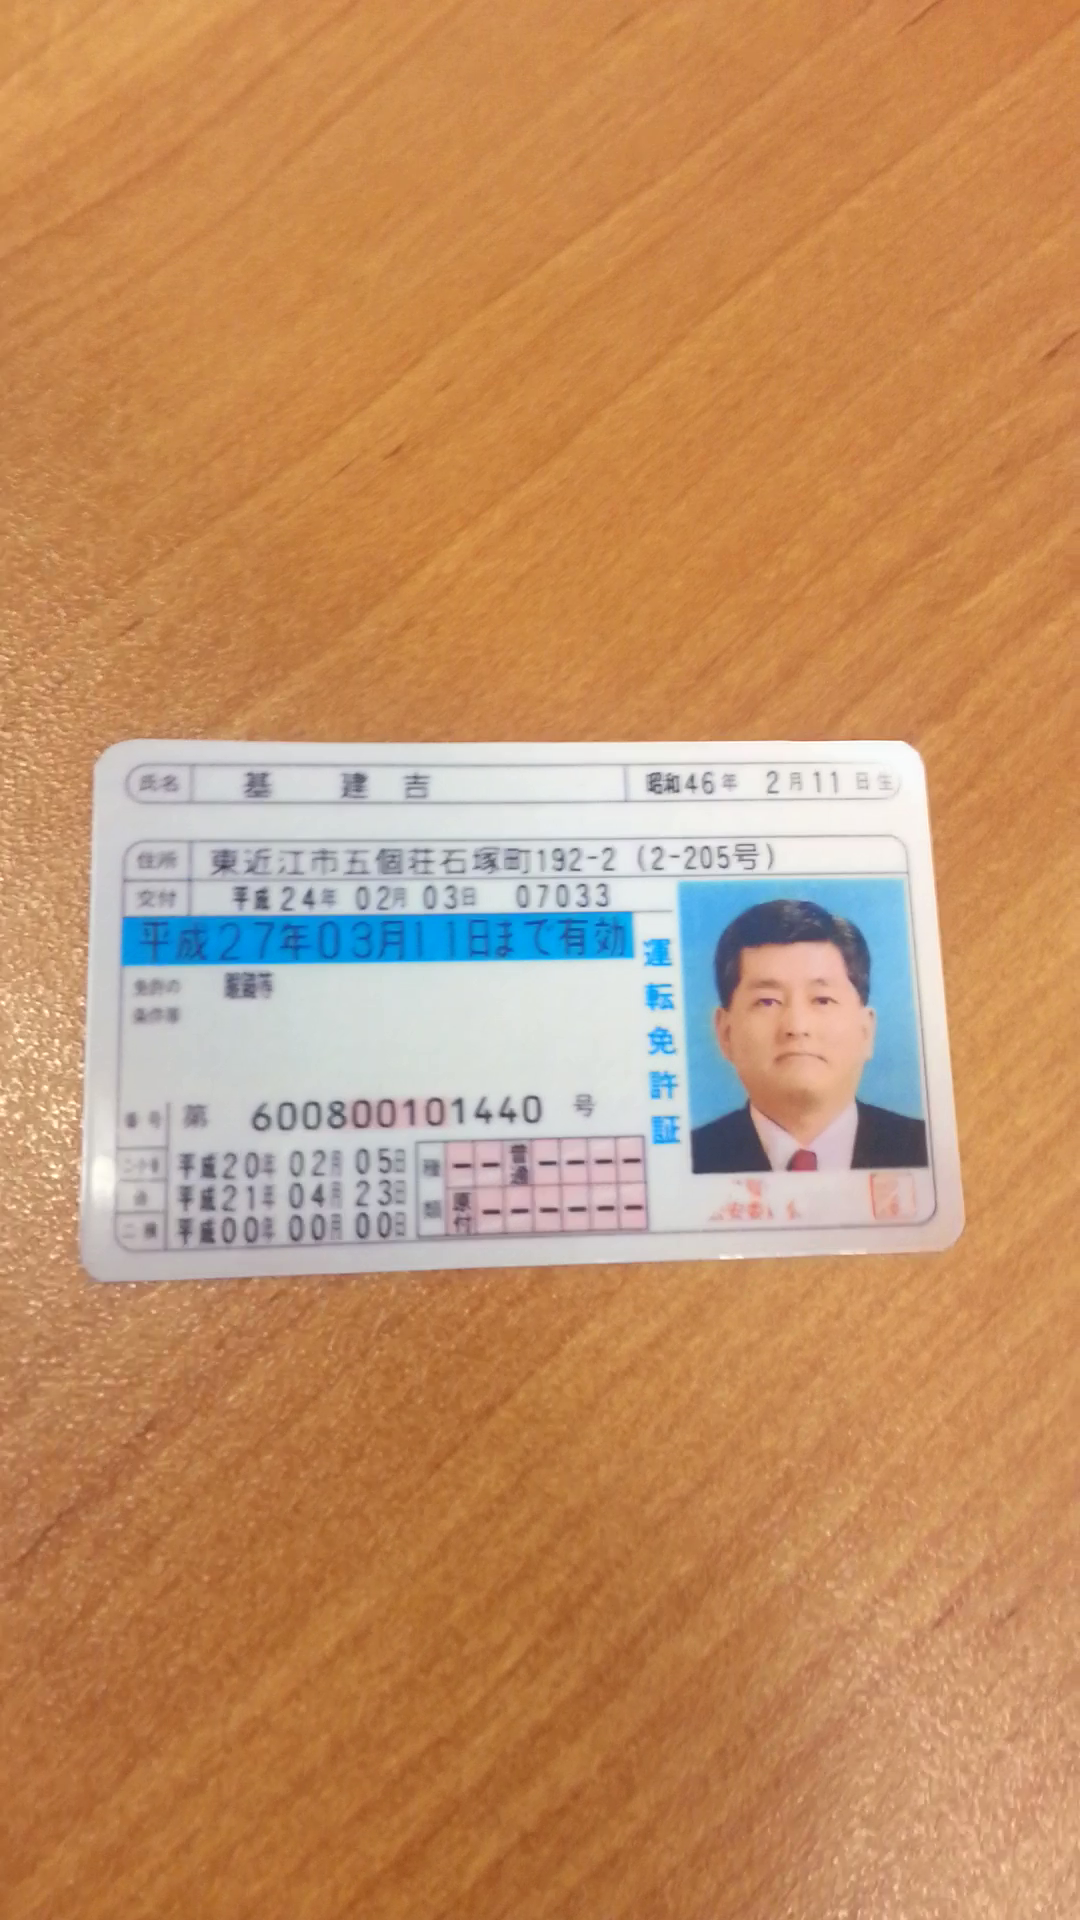 氏名 基 建吉 昭和46年 2月11日生
住所 東近江市五個荘石塚町192-2 (2-205号)
交付 平成24年02月03日 07033
平成27年03月11日まで有効
免許の 眼鏡等
条件等
運転免許証
番号 第 600800101440 号
二小原 平成20年02月05日
他 平成21年04月23日
二種 平成00年00月00日
種類 普通 原付